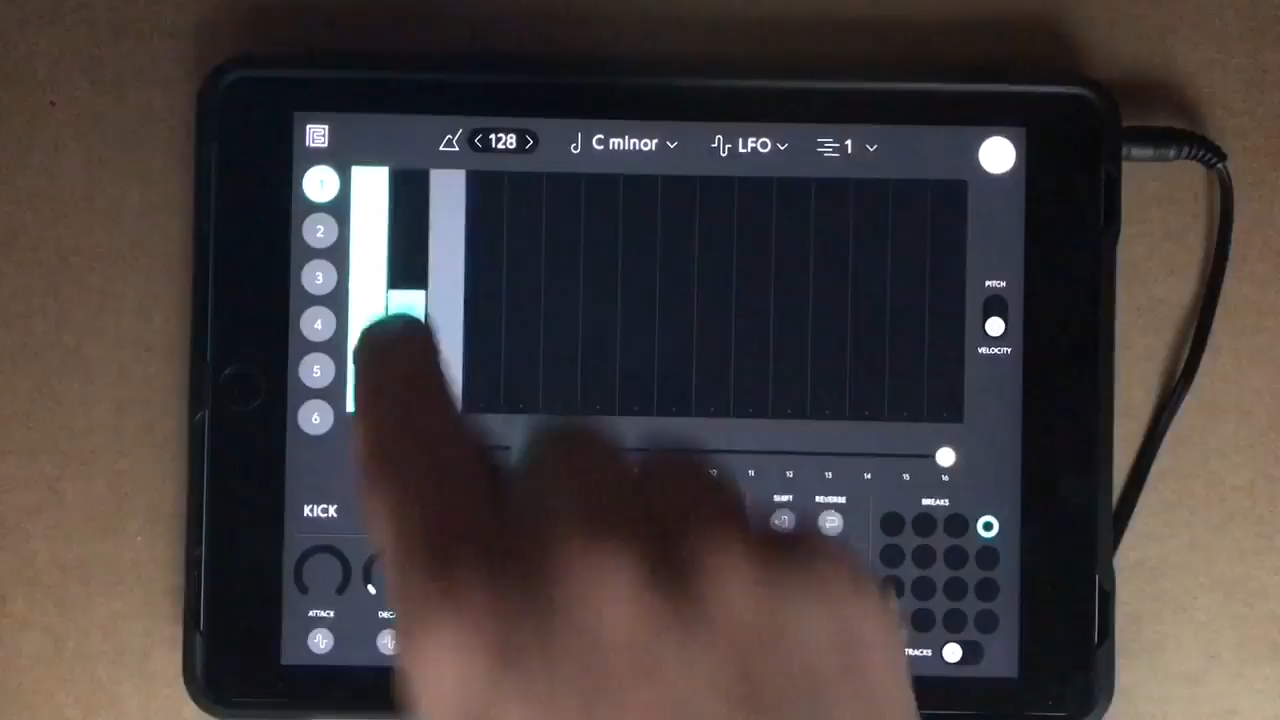 128 C minor LFO 1
1
2
3
4
5
6
PITCH
VELOCITY
11 12 13 14 15 16
SHIFT REVERSE BREAKS
KICK
ATTACK
TRACKS